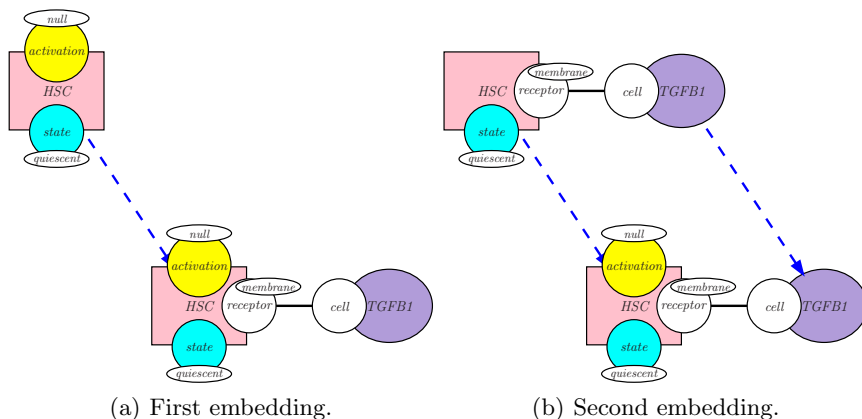 null
activation
HSC
state
quiescent
null
activation
HSC
membrane
receptor
cell
TGFB1
state
quiescent
(a) First embedding.
HSC
membrane
receptor
cell
TGFB1
state
quiescent
null
activation
HSC
membrane
receptor
cell
TGFB1
state
quiescent
(b) Second embedding.